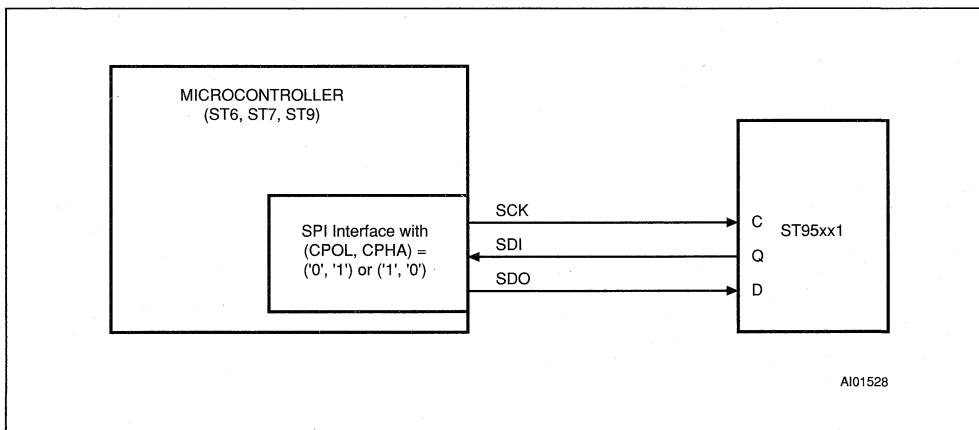 MICROCONTROLLER
(ST6, ST7, ST9)
SPI Interface with
(CPOL, CPHA) =
('0', '1') or ('1', '0')
SCK
SDI
SDO
C
Q
D
ST95xx1
AI01528